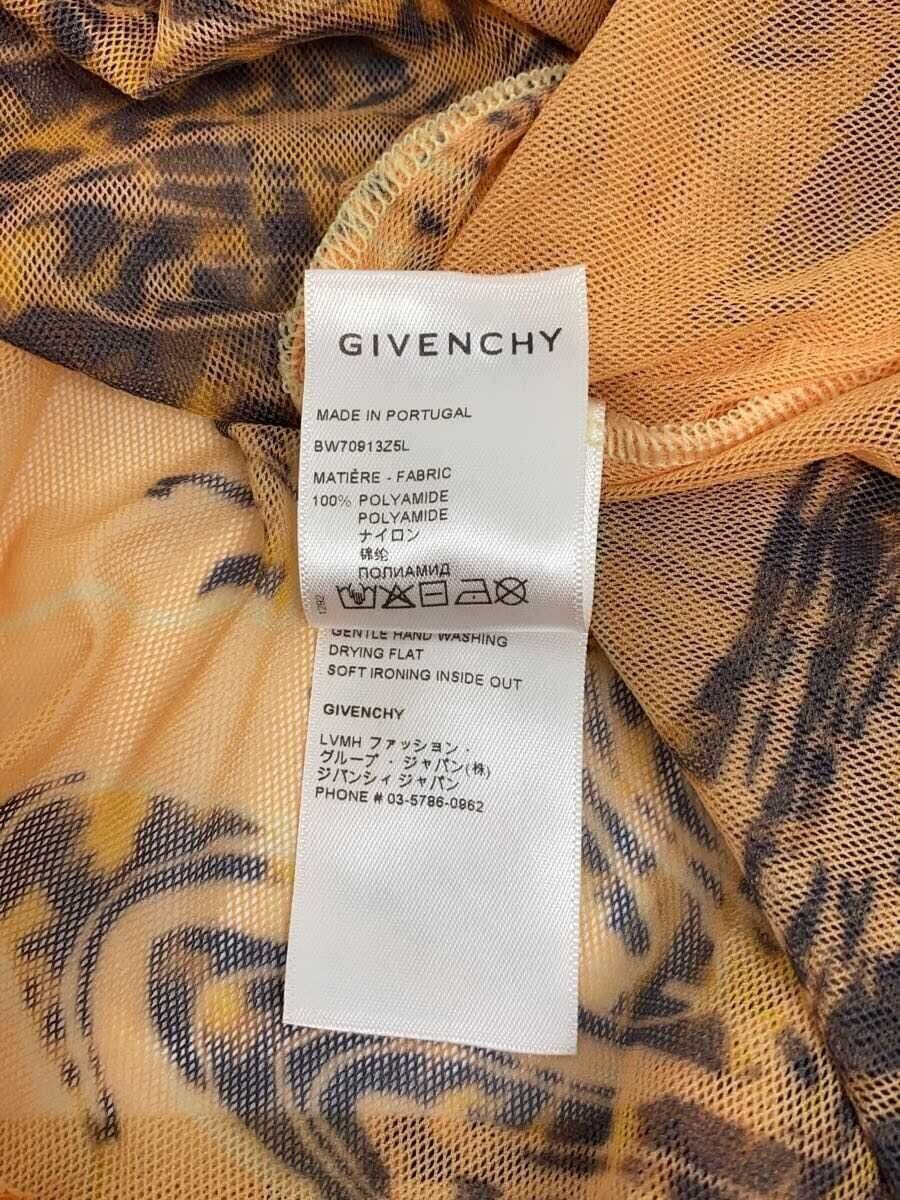 GIVENCHY
MADE IN PORTUGAL
BW70913Z5L
MATIÈRE - FABRIC
100% POLYAMIDE
POLYAMIDE
ナイロン
锦纶
ПОЛИАМИД
GENTLE HAND WASHING
DRYING FLAT
SOFT IRONING INSIDE OUT
GIVENCHY
LVMH ファッション・
グループ・ジャパン(株)
ジバンシィ ジャパン
PHONE # 03-5786-0962